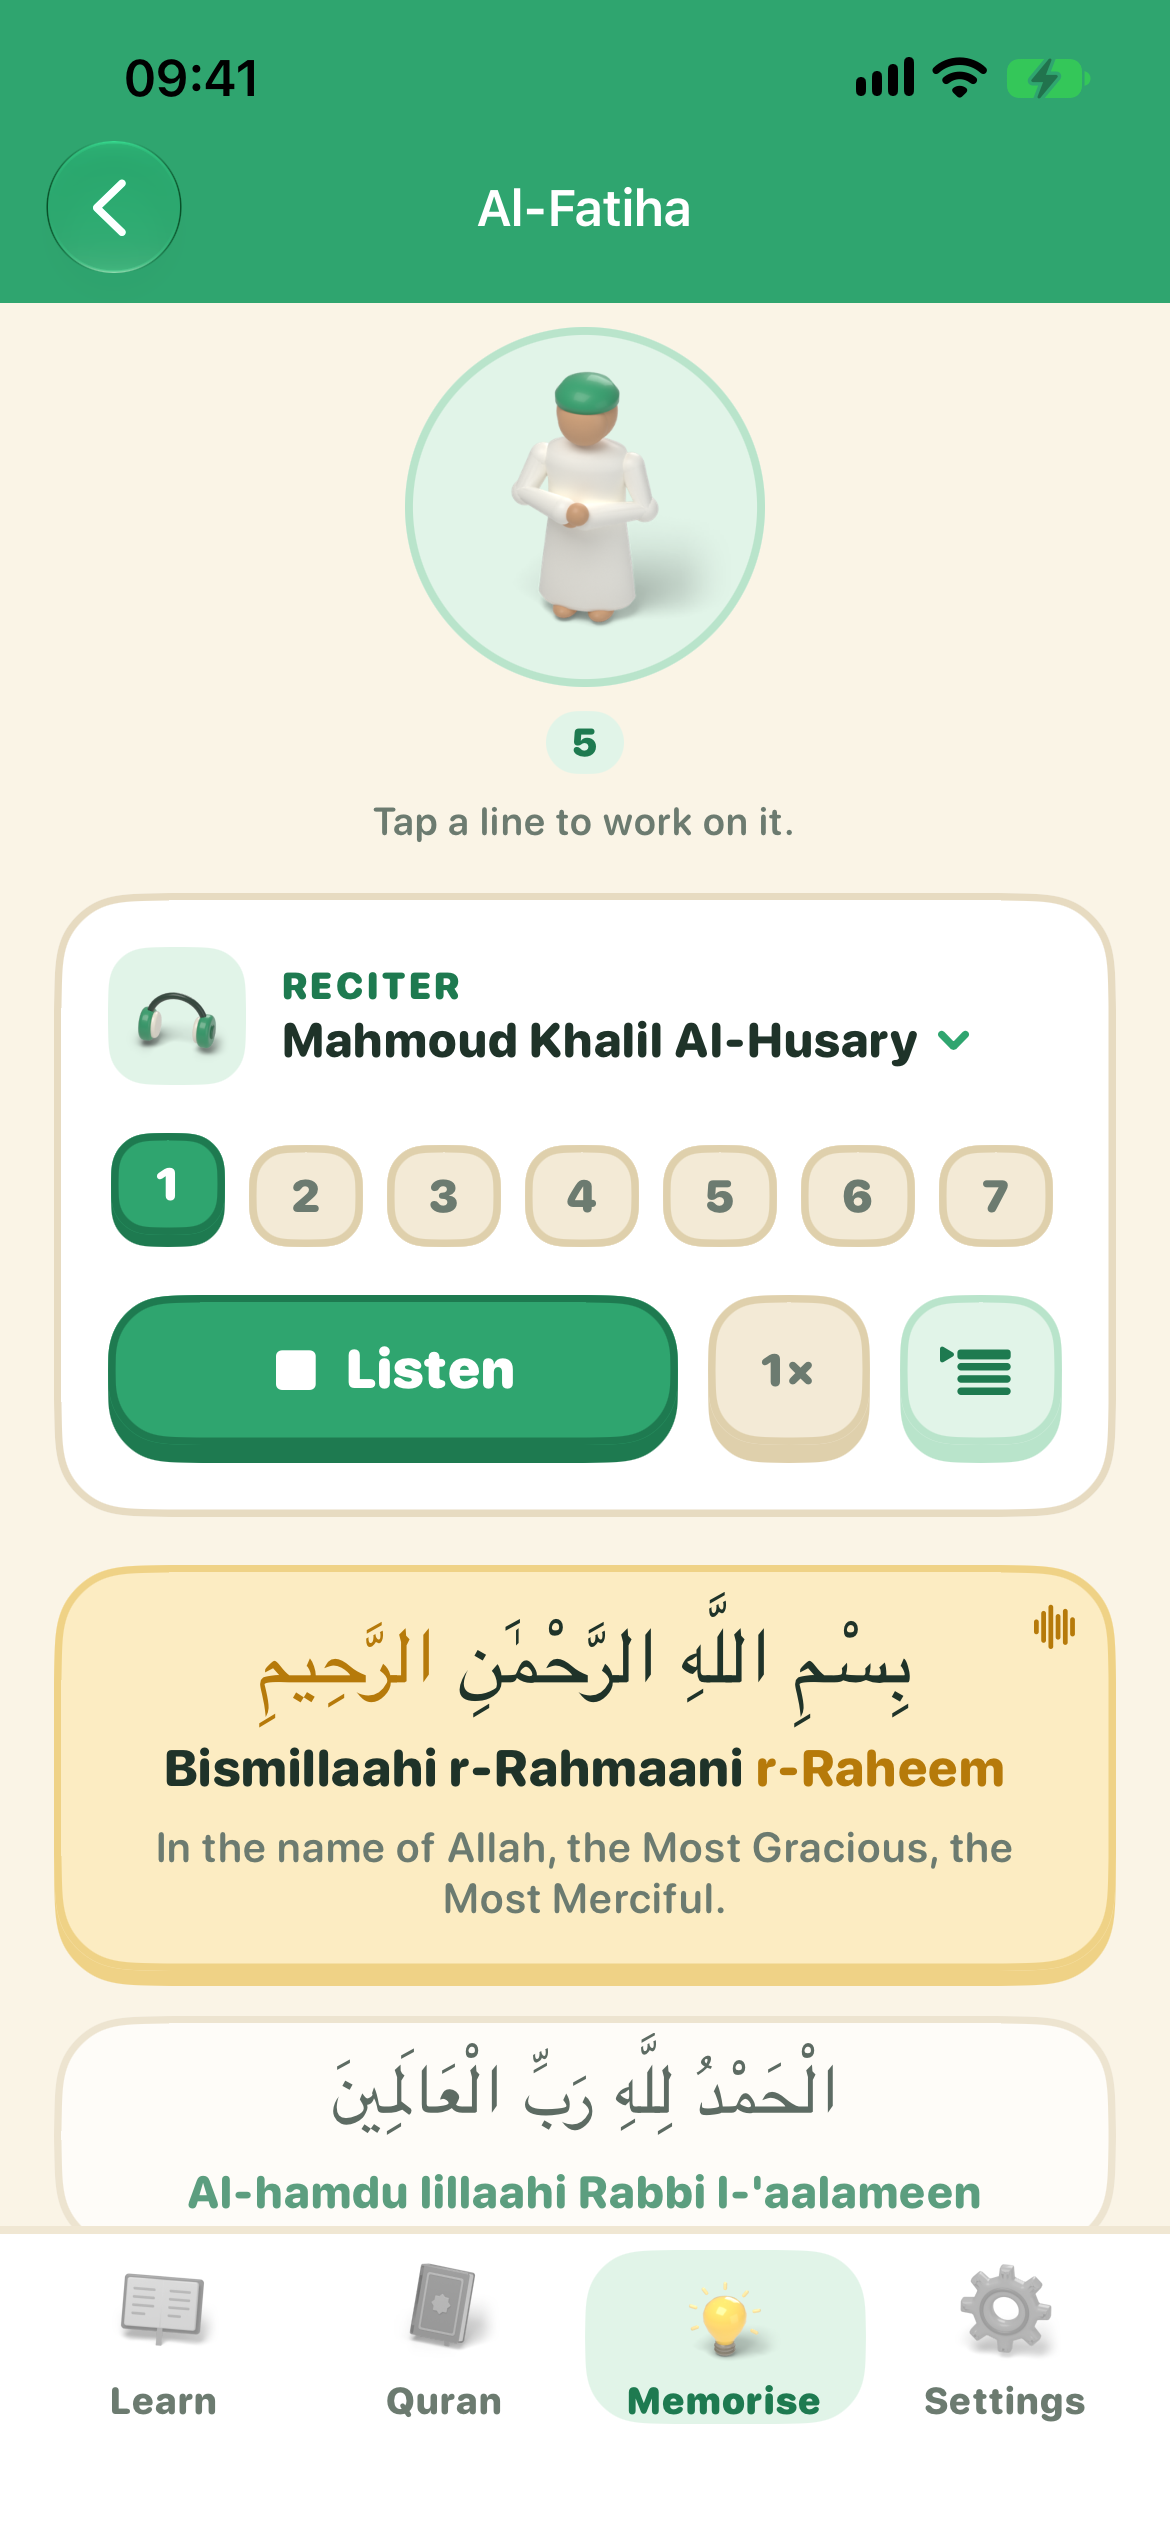 09:41
Al-Fatiha
5
Tap a line to work on it.
RECITER
Mahmoud Khalil Al-Husary
1 2 3 4 5 6 7
Listen 1×
بِسْمِ اللَّهِ الرَّحْمَٰنِ الرَّحِيمِ
Bismillaahi r-Rahmaani r-Raheem
In the name of Allah, the Most Gracious, the
Most Merciful.
الْحَمْدُ لِلَّهِ رَبِّ الْعَالَمِينَ
Al-hamdu lillaahi Rabbi l-'aalameen
Learn Quran Memorise Settings